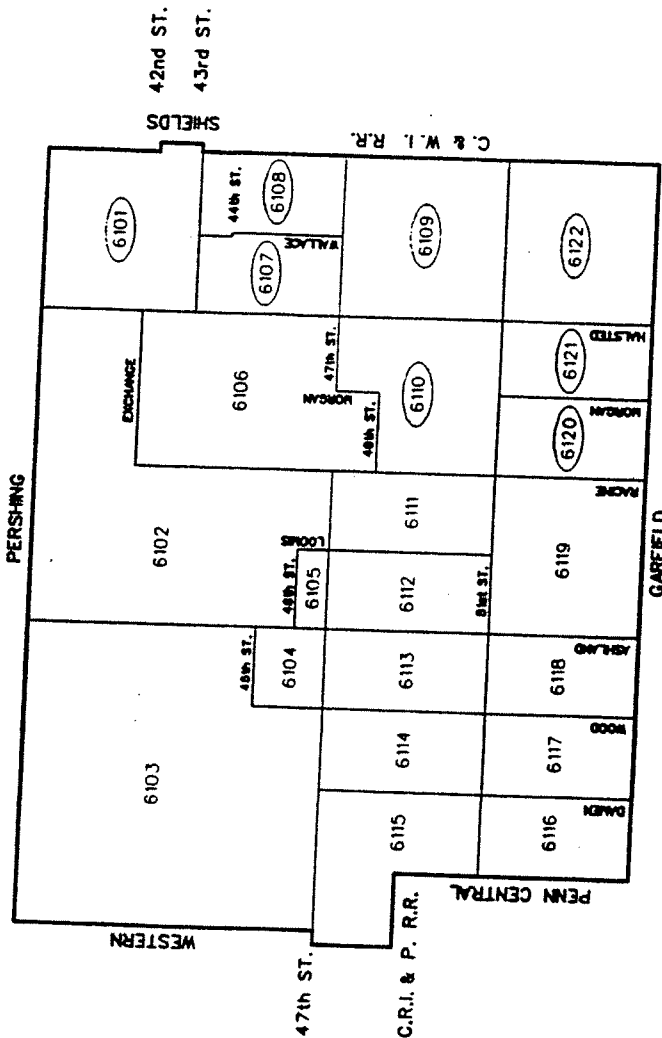 42nd ST.
43rd ST.
SHIELDS
PERSHING
C. & W. I. R.R.
6101
44th ST.
6108
6107
WALLACE
6109
6122
EXCHANGE
6106
47th ST.
MORGAN
48th ST.
6110
HALSTED
6121
MORGAN
6120
RACINE
6102
LOOMIS
46th ST.
6105
6111
6112
51st ST.
6119
GARFIELD
6103
45th ST.
6104
6113
ASHLAND
6118
6114
WOOD
6117
6115
DAMEN
6116
WESTERN
47th ST.
C.R.I. & P. R.R.
PENN CENTRAL